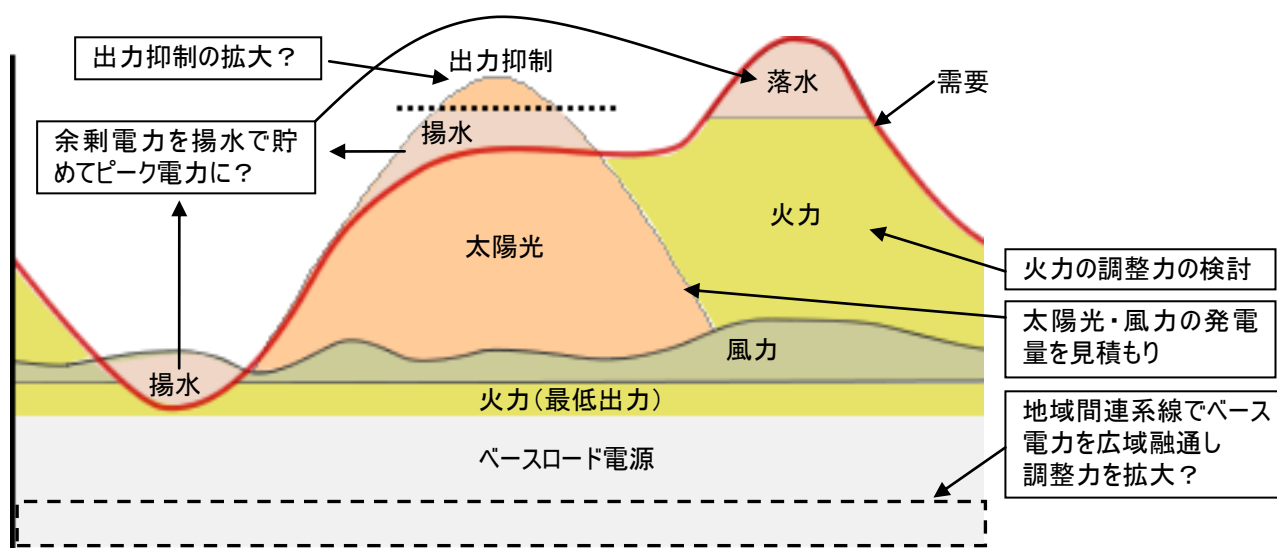 出力抑制の拡大？
出力抑制
落水
需要
揚水
余剰電力を揚水で貯
めてピーク電力に？
火力
太陽光
火力の調整力の検討
太陽光・風力の発電
量を見積もり
風力
揚水
火力（最低出力）
地域間連系線でベース
電力を広域融通し
調整力を拡大？
ベースロード電源